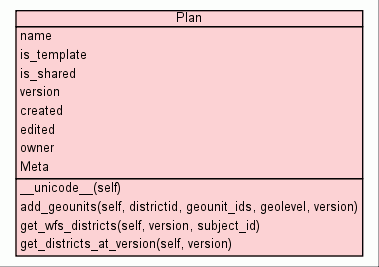 Plan
name
is_template
is_shared
version
created
edited
owner
Meta
__unicode__(self)
add_geounits(self, districtid, geounit_ids, geolevel, version)
get_wfs_districts(self, version, subject_id)
get_districts_at_version(self, version)